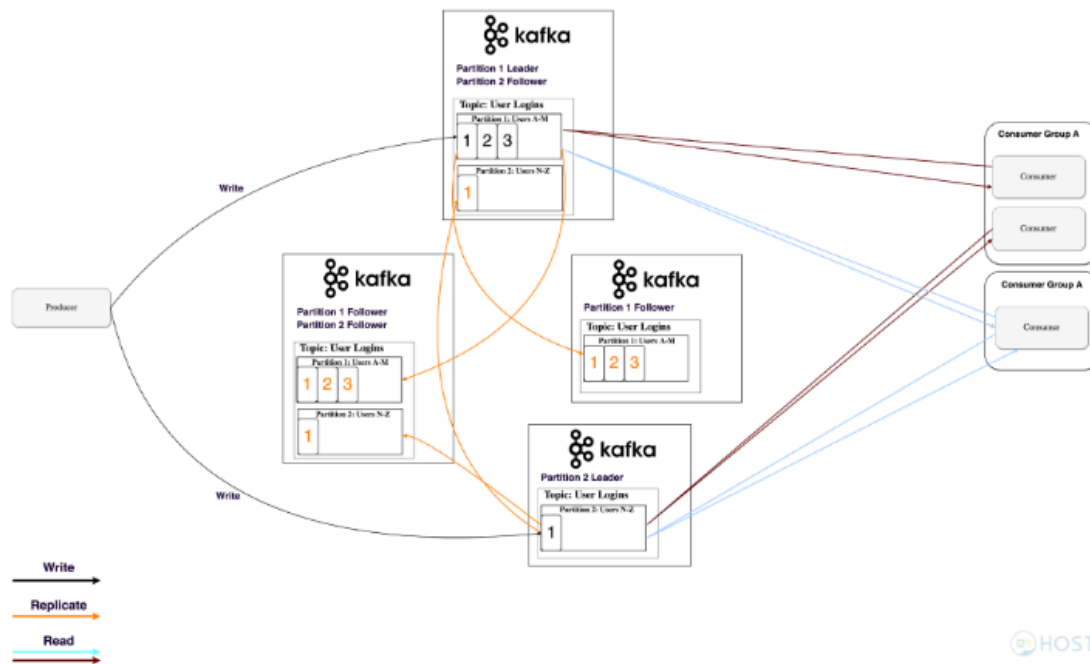 kafka
Partition 1 Leader
Partition 2 Follower
Topic: User Logins
Partition 1: Users A-M
1 2 3
Partition 2: Users N-Z
1
Write
Consumer Group A
Consumer
Consumer
Consumer Group A
Consumer
Producer
kafka
Partition 1 Follower
Partition 2 Follower
Topic: User Logins
Partition 1: Users A-M
1 2 3
Partition 2: Users N-Z
1
kafka
Partition 1 Follower
Topic: User Logins
Partition 1: Users A-M
1 2 3
kafka
Partition 2 Leader
Topic: User Logins
Partition 2: Users N-Z
1
Write
Write
Replicate
Read
HOST